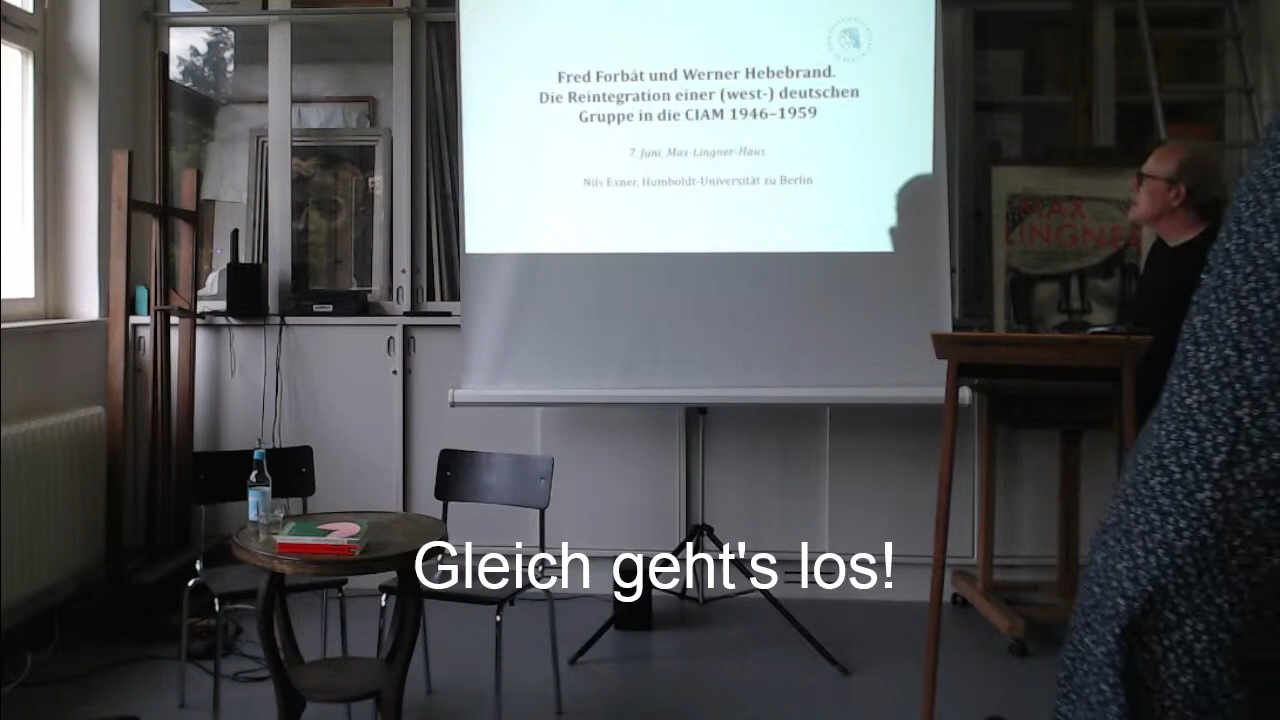 Fred Forbát und Werner Hebebrand.
Die Reintegration einer (west-) deutschen
Gruppe in die CIAM 1946–1959
7. Juni, Max-Lingner-Haus
Nils Exner, Humboldt-Universität zu Berlin
MAX
LINGNER
Gleich geht's los!